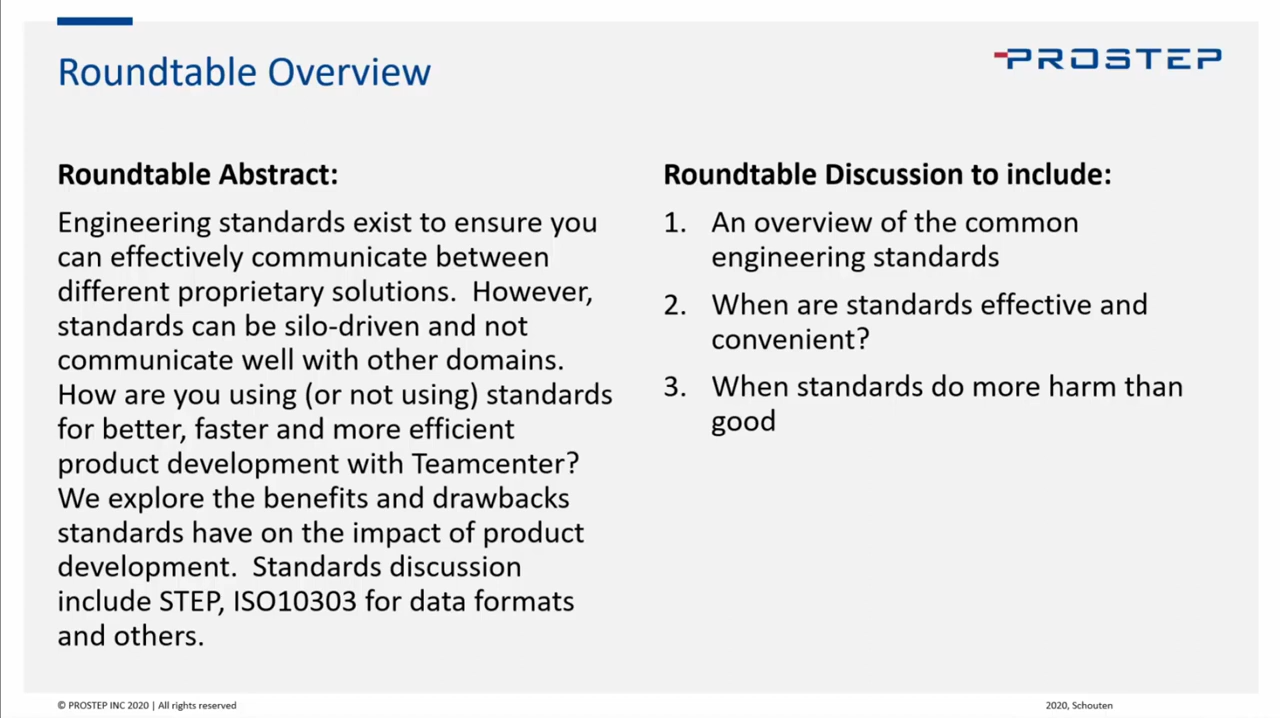 Roundtable Overview
PROSTEP
Roundtable Abstract:
Engineering standards exist to ensure you
can effectively communicate between
different proprietary solutions.  However,
standards can be silo-driven and not
communicate well with other domains.
How are you using (or not using) standards
for better, faster and more efficient
product development with Teamcenter?
We explore the benefits and drawbacks
standards have on the impact of product
development.  Standards discussion
include STEP, ISO10303 for data formats
and others.
Roundtable Discussion to include:
1. An overview of the common
engineering standards
2. When are standards effective and
convenient?
3. When standards do more harm than
good
© PROSTEP INC 2020 | All rights reserved
2020, Schouten